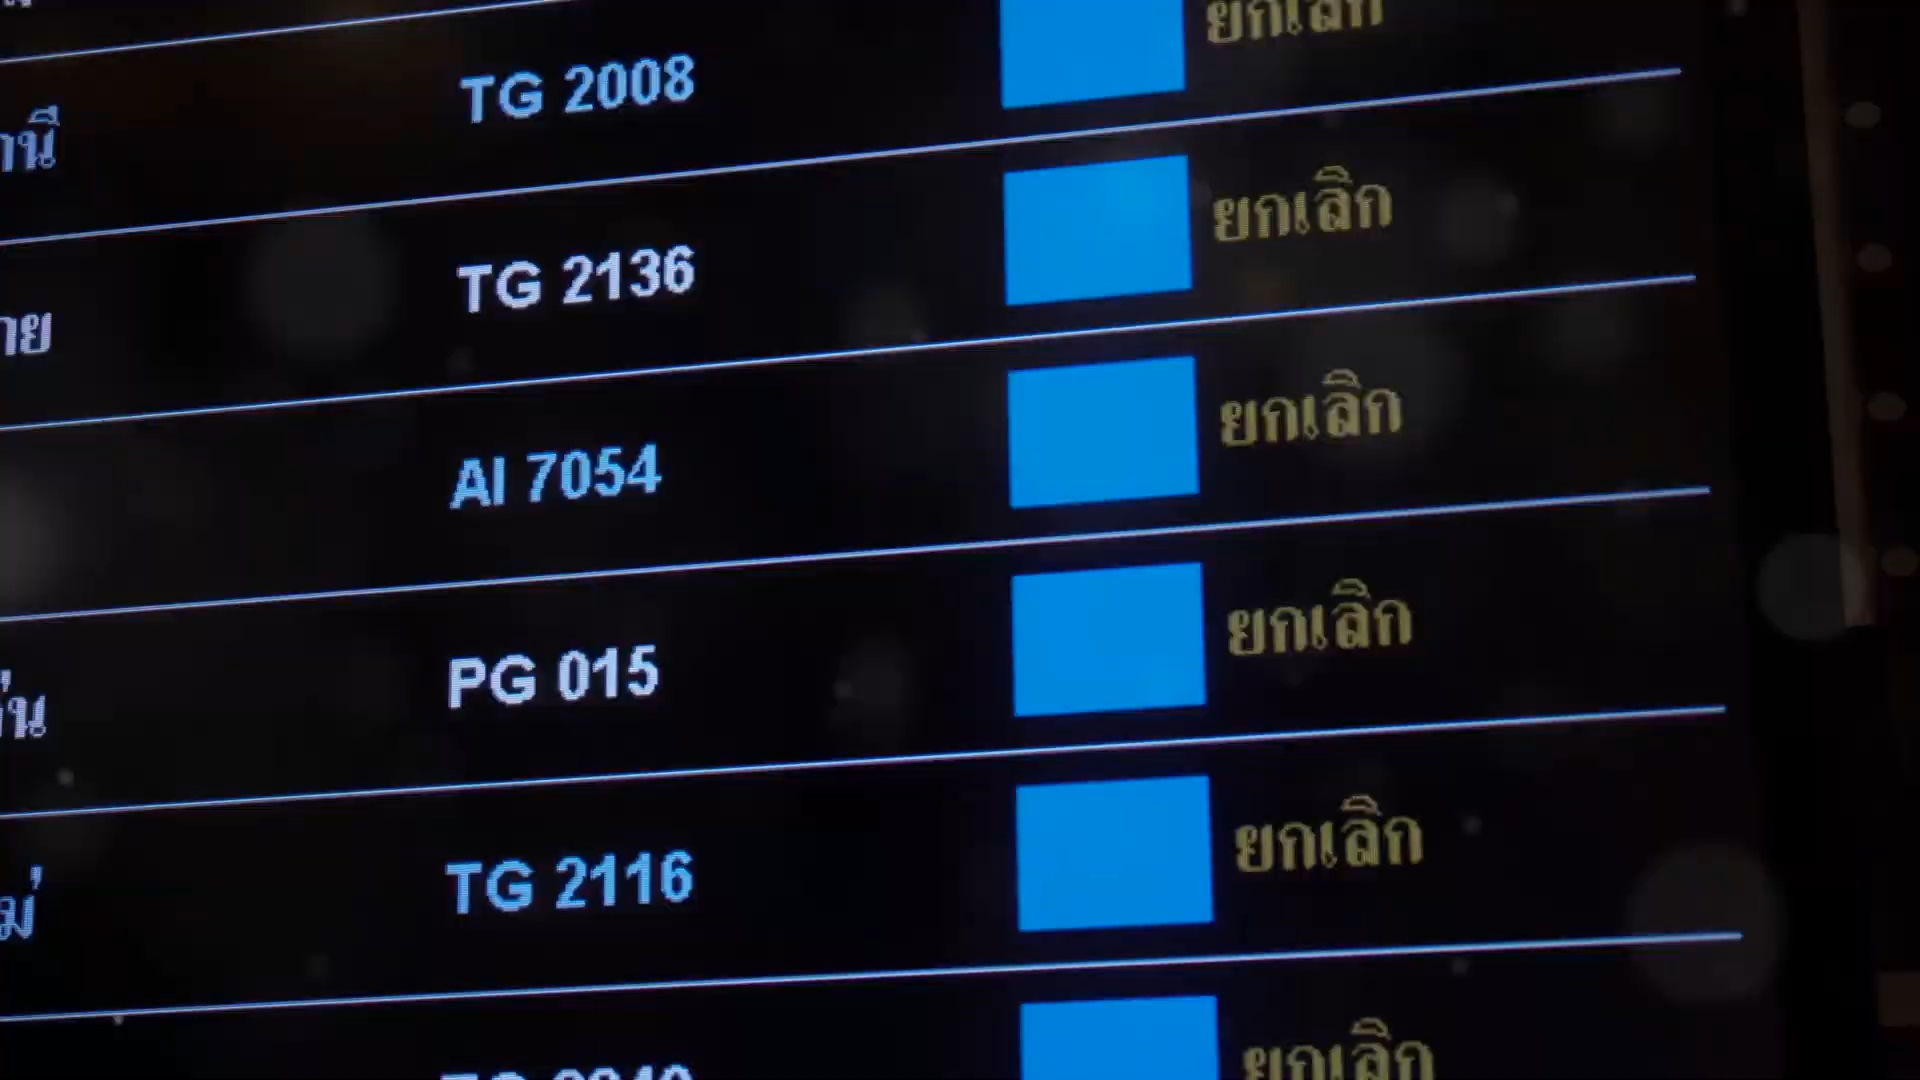 TG 2008 ยกเลิก
TG 2136 ยกเลิก
AI 7054 ยกเลิก
PG 015 ยกเลิก
TG 2116 ยกเลิก
ยกเลิก